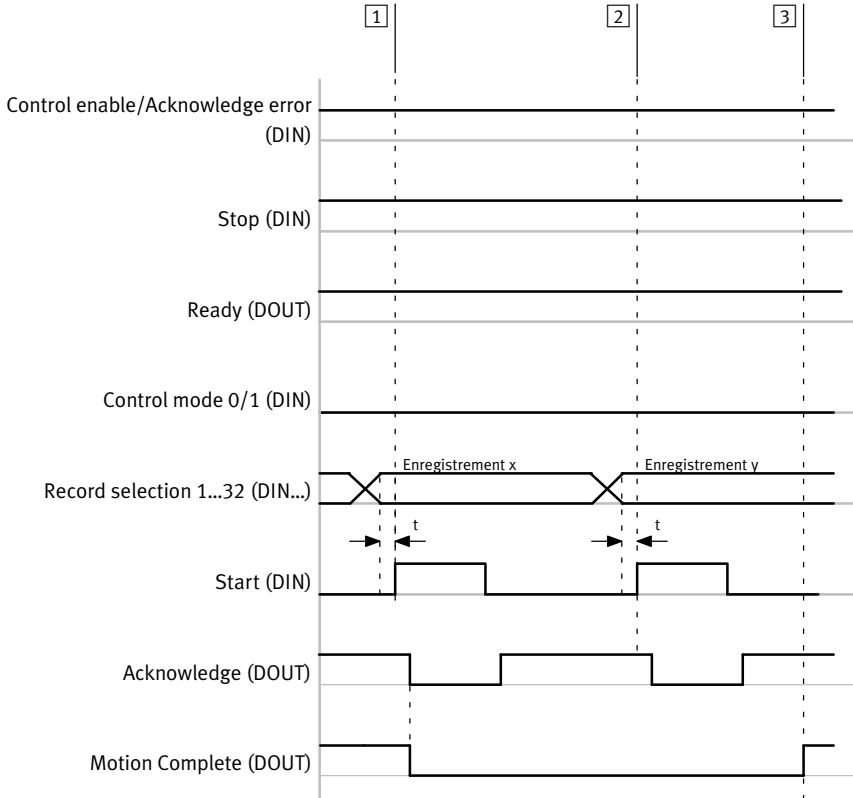 1 2 3
Control enable/Acknowledge error
(DIN)
Stop (DIN)
Ready (DOUT)
Control mode 0/1 (DIN)
Enregistrement x Enregistrement y
Record selection 1...32 (DIN...)
t t
Start (DIN)
Acknowledge (DOUT)
Motion Complete (DOUT)